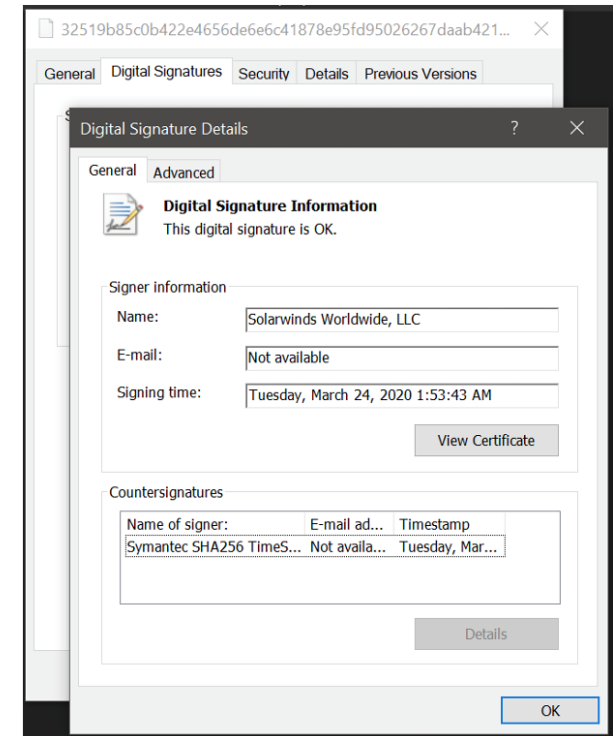 32519b85c0b422e4656de6e6c41878e95fd95026267daab421...
General Digital Signatures Security Details Previous Versions
Digital Signature Details ?
General Advanced
Digital Signature Information
This digital signature is OK.
Signer information
Name: Solarwinds Worldwide, LLC
E-mail: Not available
Signing time: Tuesday, March 24, 2020 1:53:43 AM
View Certificate
Countersignatures
Name of signer: E-mail ad... Timestamp
Symantec SHA256 TimeS... Not availa... Tuesday, Mar...
Details
OK